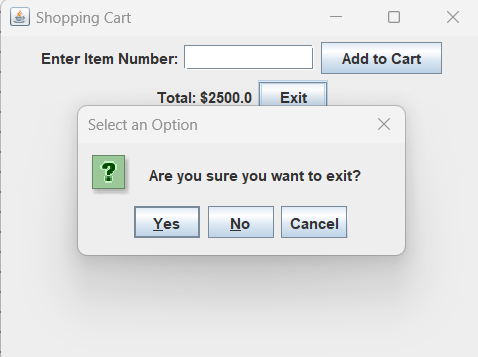 Shopping Cart
Enter Item Number: Add to Cart
Total: $2500.0 Exit
Select an Option
?
Are you sure you want to exit?
Yes No Cancel